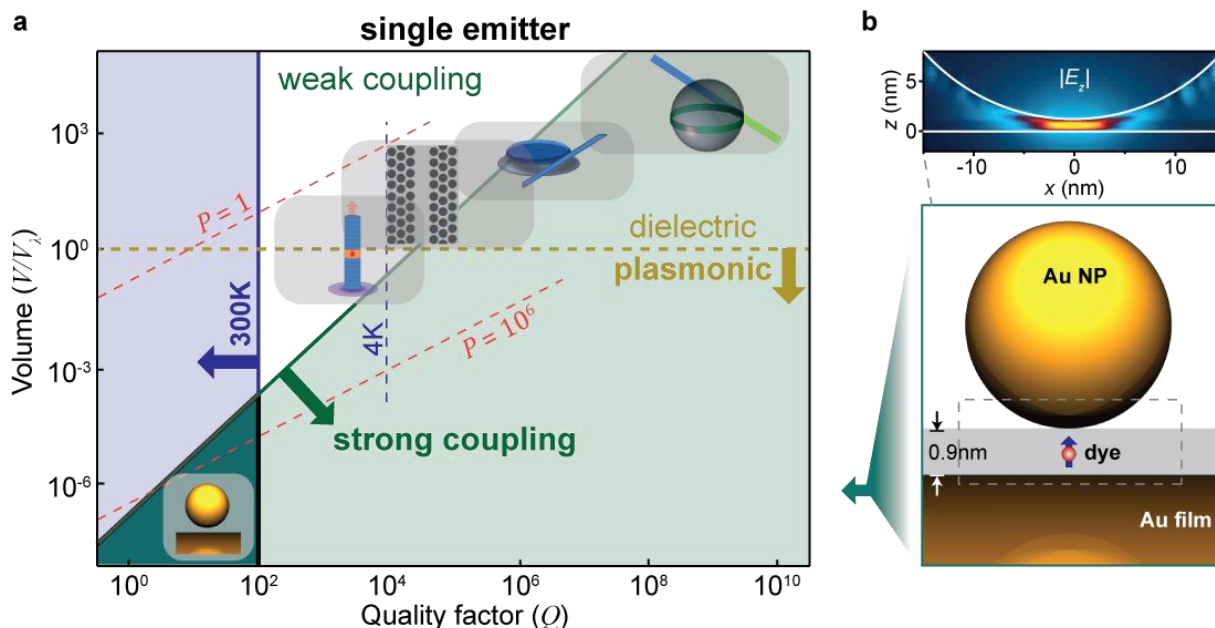 a
single emitter
weak coupling
Volume (V/V_λ)
10³
10⁰
10⁻³
10⁻⁶
P = 1
dielectric
plasmonic
300K
4K
P = 10⁶
strong coupling
10⁰
10²
10⁴
10⁶
10⁸
10¹⁰
Quality factor (Q)
b
|E_z|
z (nm)
5
0
-10
0
10
x (nm)
Au NP
0.9nm
dye
Au film